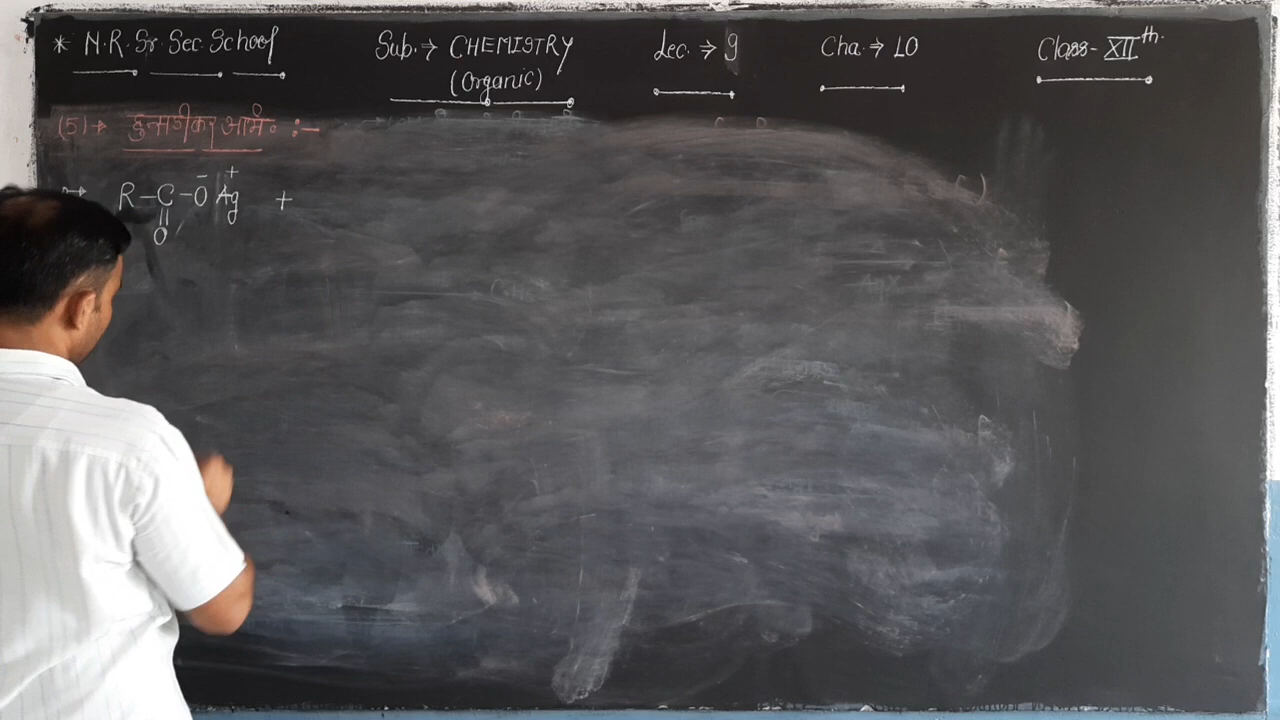 * N.R. Sr. Sec. School Sub. → CHEMISTRY (Organic) Lec. → 9 Cha. → 10 Class- XIIth.
(5) → हुन्सडीकर अभि० :-
R-C-O⁻ Ag⁺ +
||
O